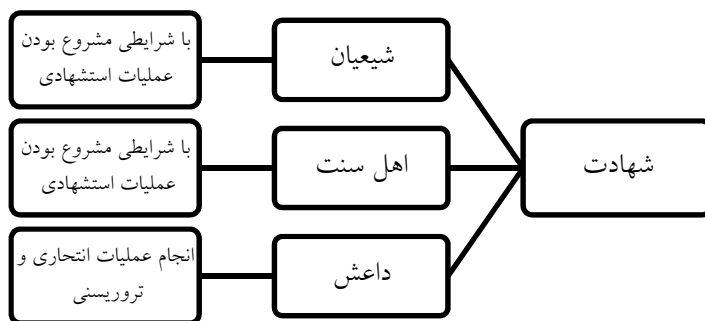 شهادت
شیعیان
با شرایطی مشروع بودن
عملیات استشهادی
اهل سنت
با شرایطی مشروع بودن
عملیات استشهادی
داعش
انجام عملیات انتحاری و
تروریسنی